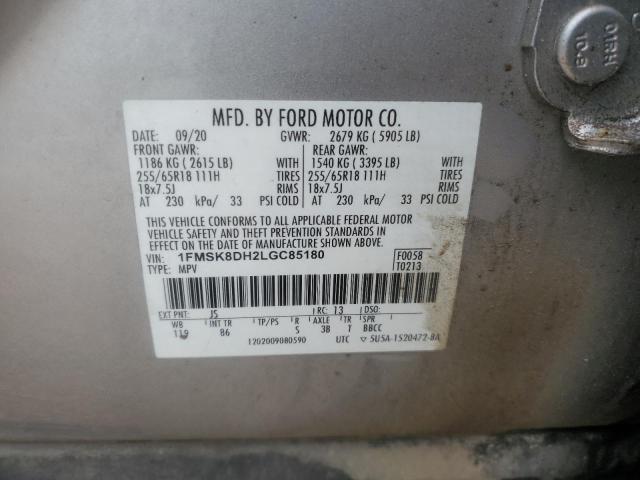 01RH
10-a
MFD. BY FORD MOTOR CO.
DATE: 09/20 GVWR: 2679 KG ( 5905 LB)
FRONT GAWR: REAR GAWR:
1186 KG ( 2615 LB) WITH 1540 KG ( 3395 LB) WITH
255/65R18 111H TIRES 255/65R18 111H TIRES
18x7.5J RIMS 18x7.5J RIMS
AT 230 kPa/ 33 PSI COLD AT 230 kPa/ 33 PSI COLD
THIS VEHICLE CONFORMS TO ALL APPLICABLE FEDERAL MOTOR
VEHICLE SAFETY AND THEFT PREVENTION STANDARDS IN
EFFECT ON THE DATE OF MANUFACTURE SHOWN ABOVE.
VIN: 1FMSK8DH2LGC85180 F0058
TYPE: MPV T0213
EXT PNT: JS RC: 13 DSO:
WB INT TR TP/PS R AXLE TR SPR
119 86 S 3B T BBCC
1202009080590 UTC ▽ 5U5A-1520472-BA